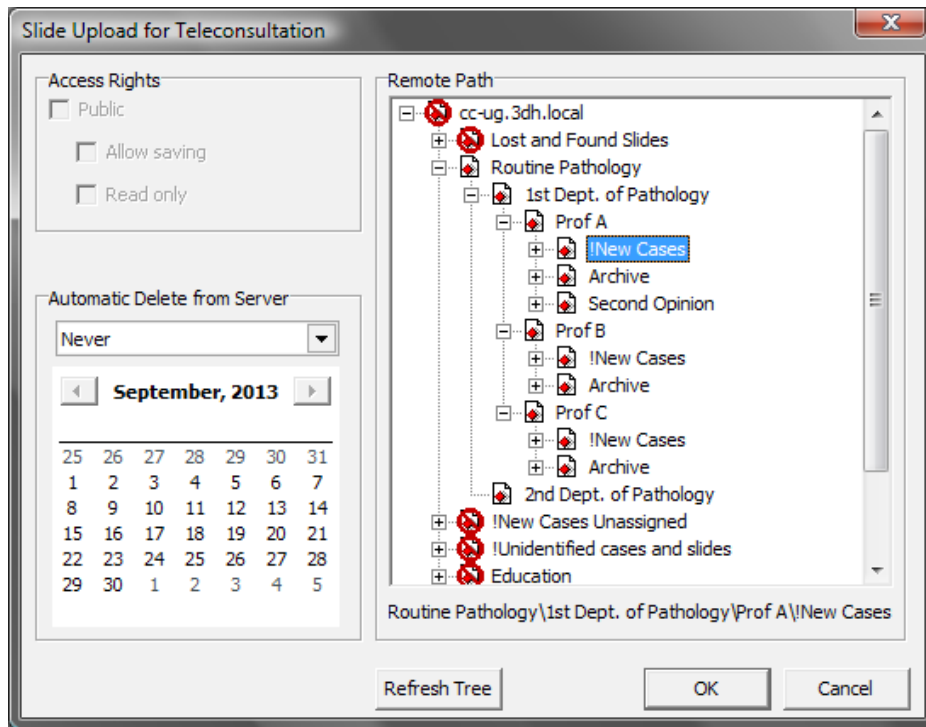 Slide Upload for Teleconsultation
Access Rights
Public
Allow saving
Read only
Automatic Delete from Server
Never
September, 2013
25 26 27 28 29 30 31
1 2 3 4 5 6 7
8 9 10 11 12 13 14
15 16 17 18 19 20 21
22 23 24 25 26 27 28
29 30 1 2 3 4 5
Remote Path
cc-ug.3dh.local
Lost and Found Slides
Routine Pathology
1st Dept. of Pathology
Prof A
!New Cases
Archive
Second Opinion
Prof B
!New Cases
Archive
Prof C
!New Cases
Archive
2nd Dept. of Pathology
!New Cases Unassigned
!Unidentified cases and slides
Education
Routine Pathology\1st Dept. of Pathology\Prof A\!New Cases
Refresh Tree
OK
Cancel